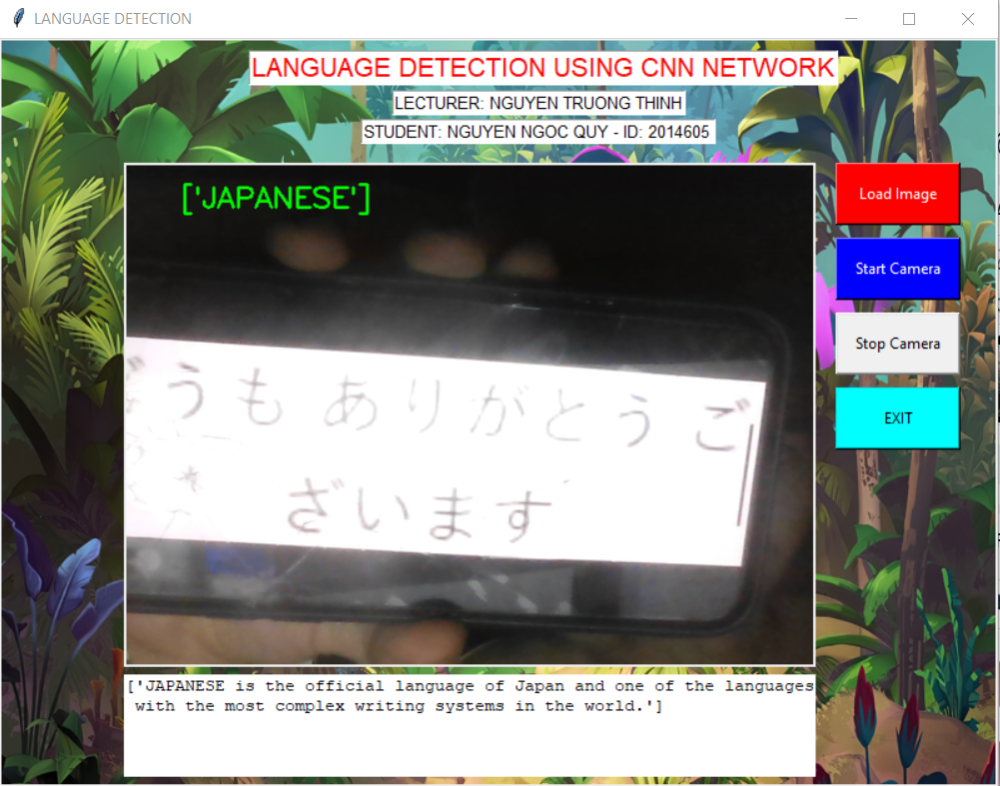 LANGUAGE DETECTION
LANGUAGE DETECTION USING CNN NETWORK
LECTURER: NGUYEN TRUONG THINH
STUDENT: NGUYEN NGOC QUY - ID: 2014605
['JAPANESE']
うも ありがとう ご
ざいます
Load Image
Start Camera
Stop Camera
EXIT
['JAPANESE is the official language of Japan and one of the languages
with the most complex writing systems in the world.']